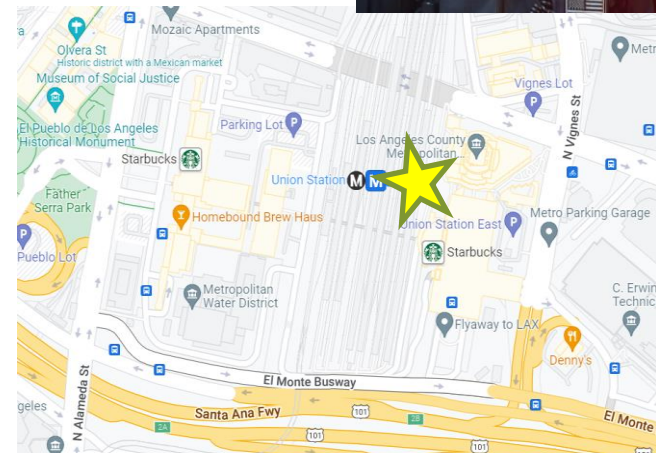 Mozaic Apartments
Olvera St
Historic district with a Mexican market
Museum of Social Justice
Metr
Vignes Lot
P
El Pueblo de Los Angeles
Historical Monument
Parking Lot
P
Los Angeles County
Metropolitan...
N Vignes St
Starbucks
Union Station
M
M
Father
Serra Park
Homebound Brew Haus
Union Station East
P
Metro Parking Garage
P
Pueblo Lot
Starbucks
Metropolitan
Water District
C. Erwin
Technic
Flyaway to LAX
Denny's
N Alameda St
El Monte Busway
geles
Santa Ana Fwy
101
2B
El Monte
2A
101
101
101